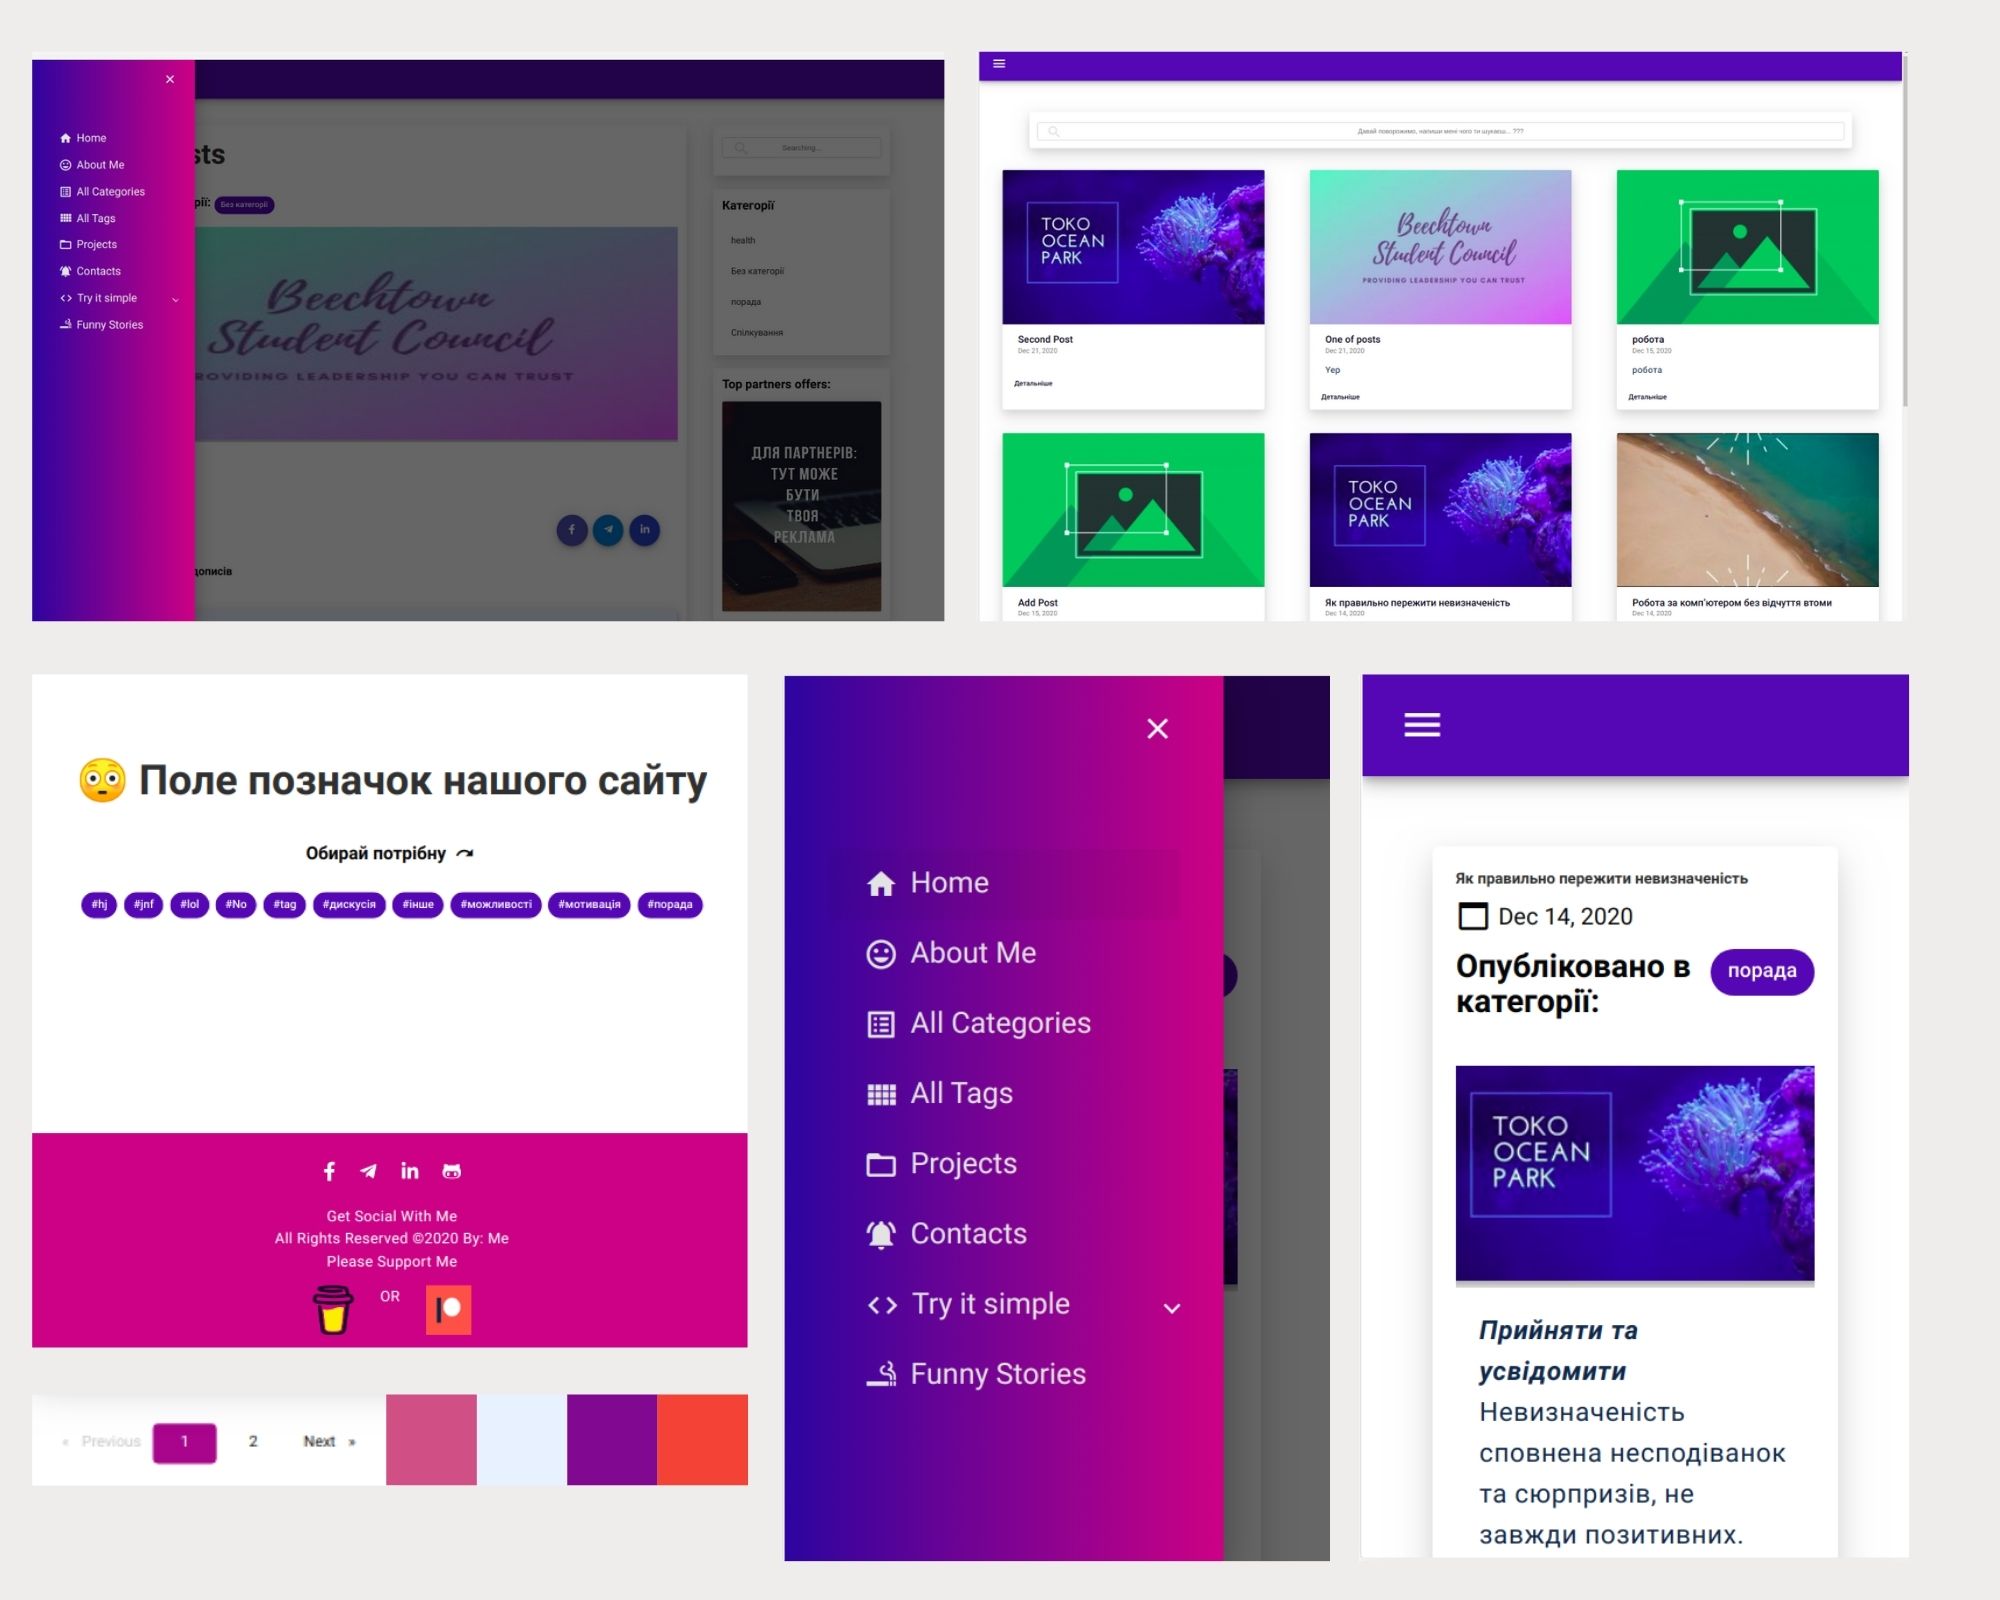 Home
About Me
All Categories
All Tags
Projects
Contacts
Try it simple
Funny Stories
sts
рії: Без категорії
Beechtown
Student Council
ROVIDING LEADERSHIP YOU CAN TRUST
дописів
Searching...
Категорії
health
Без категорії
порада
Спілкування
Top partners offers:
ДЛЯ ПАРТНЕРІВ:
ТУТ МОЖЕ
БУТИ
ТВОЯ
РЕКЛАМА
Давай поворожимо, напиши мені чого ти шукаєш... ???
TOKO
OCEAN
PARK
Second Post
Dec 21, 2020
Детальніше
Beechtown
Student Council
PROVIDING LEADERSHIP YOU CAN TRUST
One of posts
Dec 21, 2020
Yep
Детальніше
робота
Dec 15, 2020
робота
Детальніше
Add Post
Dec 15, 2020
TOKO
OCEAN
PARK
Як правильно пережити невизначеність
Dec 14, 2020
Робота за комп'ютером без відчуття втоми
Dec 14, 2020
😳 Поле позначок нашого сайту
Обирай потрібну
#hj #jnf #lol #No #tag #дискусія #інше #можливості #мотивація #порада
Get Social With Me
All Rights Reserved ©2020 By: Me
Please Support Me
OR
« Previous 1 2 Next »
Home
About Me
All Categories
All Tags
Projects
Contacts
Try it simple
Funny Stories
Як правильно пережити невизначеність
Dec 14, 2020
Опубліковано в
категорії:
порада
TOKO
OCEAN
PARK
Прийняти та
усвідомити
Невизначеність
сповнена несподіванок
та сюрпризів, не
завжди позитивних.